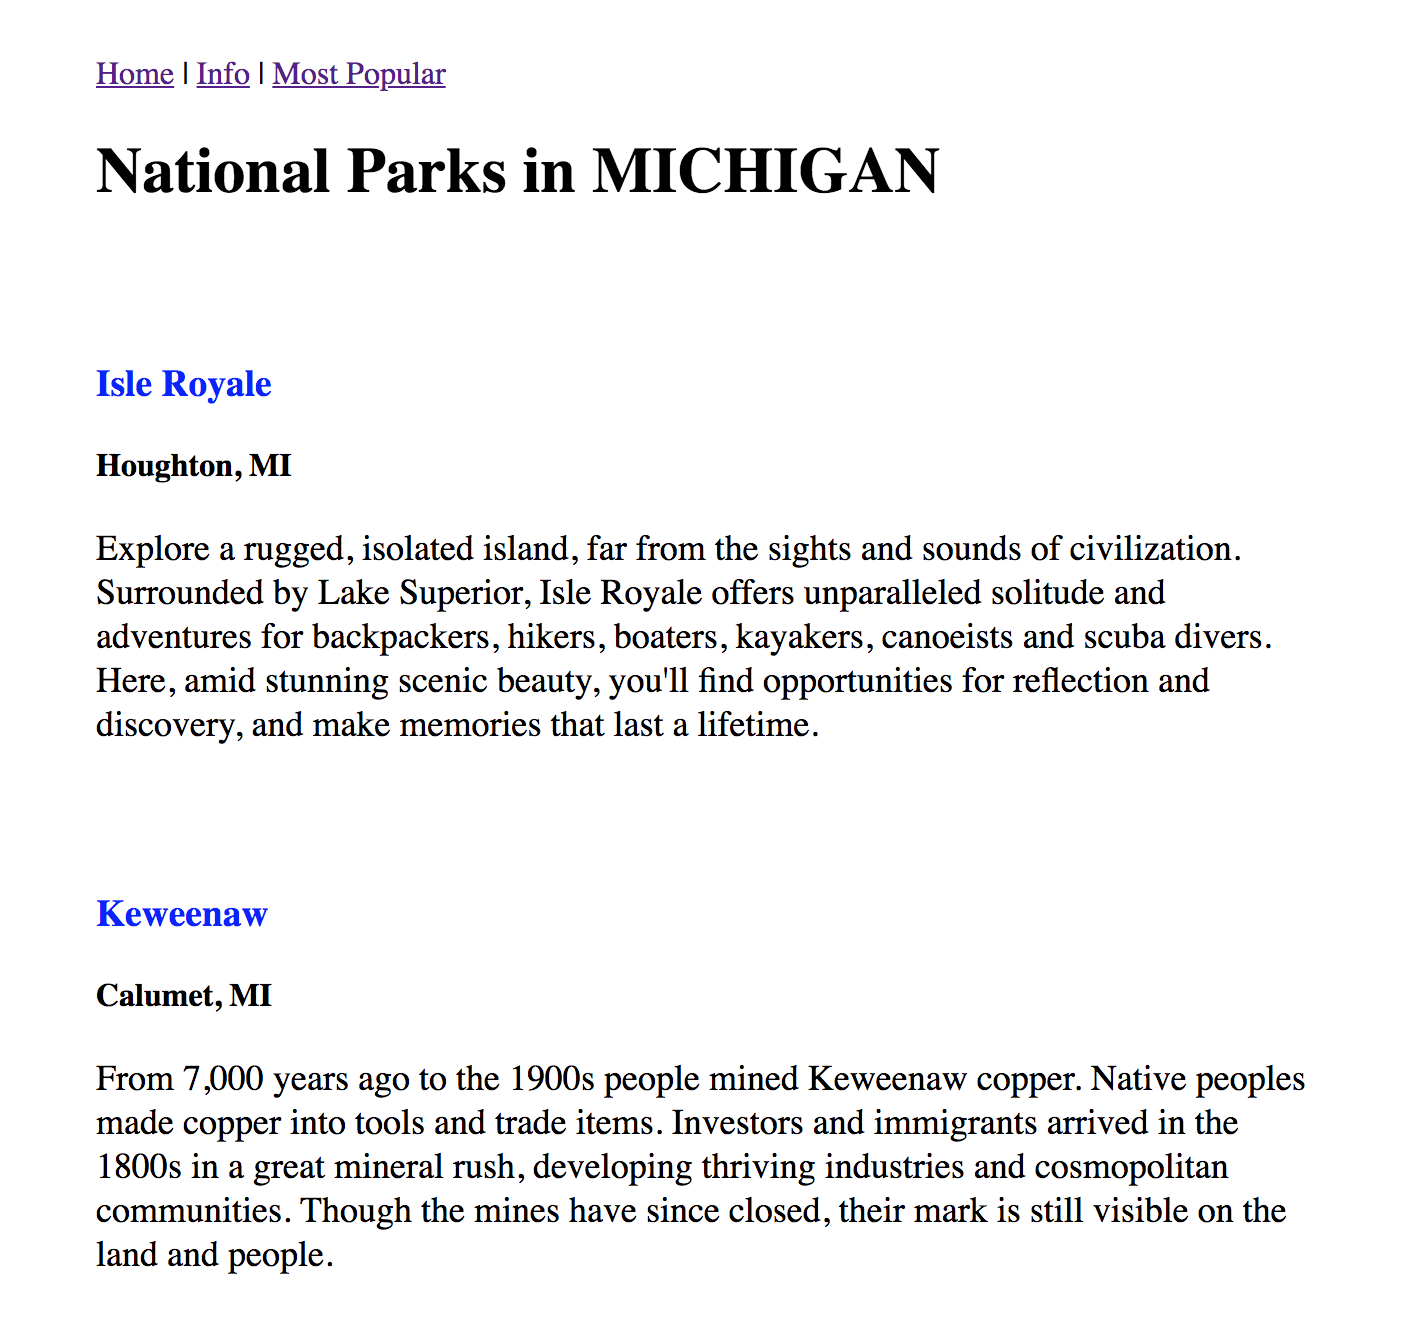 Home | Info | Most Popular
National Parks in MICHIGAN
Isle Royale
Houghton, MI
Explore a rugged, isolated island, far from the sights and sounds of civilization.
Surrounded by Lake Superior, Isle Royale offers unparalleled solitude and
adventures for backpackers, hikers, boaters, kayakers, canoeists and scuba divers.
Here, amid stunning scenic beauty, you'll find opportunities for reflection and
discovery, and make memories that last a lifetime.
Keweenaw
Calumet, MI
From 7,000 years ago to the 1900s people mined Keweenaw copper. Native peoples
made copper into tools and trade items. Investors and immigrants arrived in the
1800s in a great mineral rush, developing thriving industries and cosmopolitan
communities. Though the mines have since closed, their mark is still visible on the
land and people.